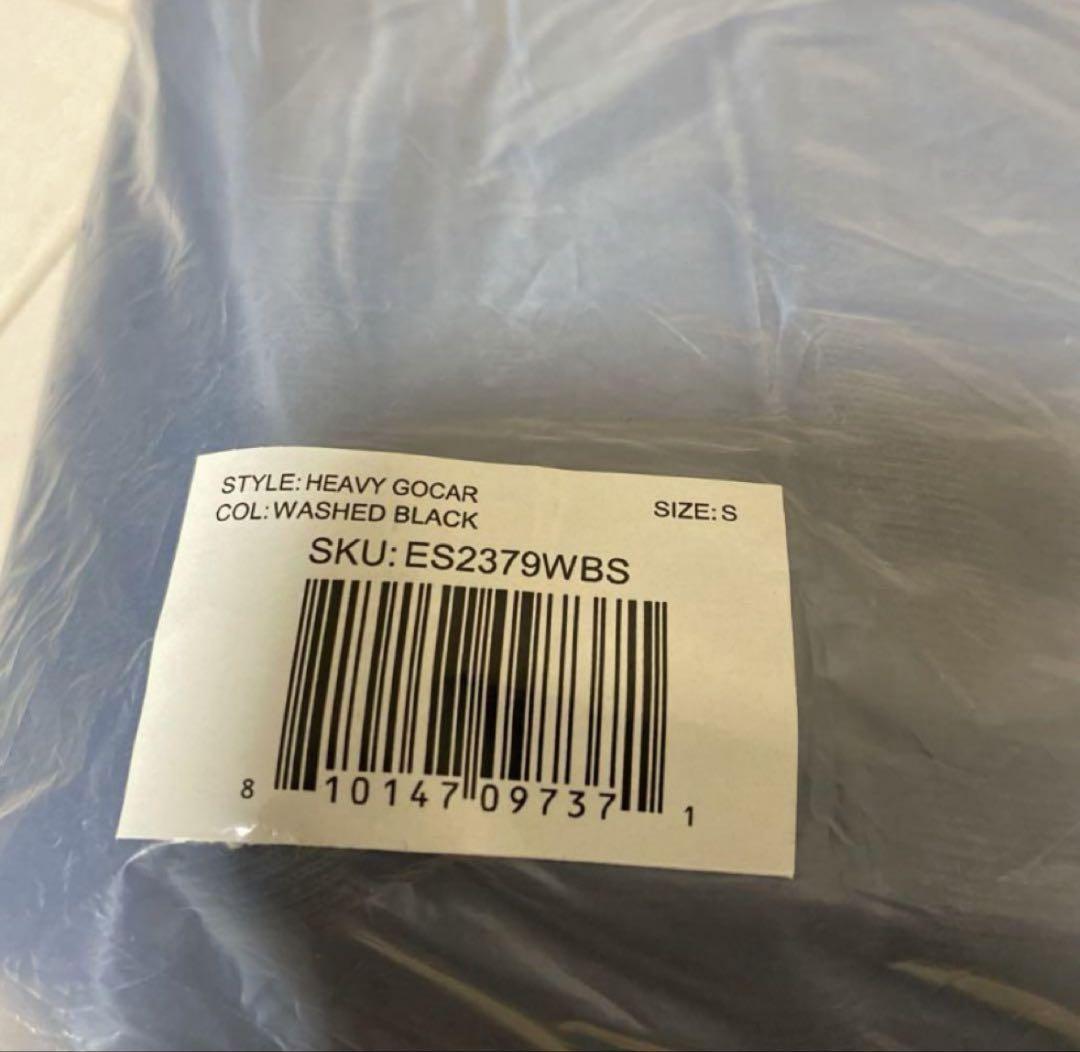 STYLE: HEAVY GOCAR
COL: WASHED BLACK
SIZE: S
SKU: ES2379WBS
8 10147 09737 1